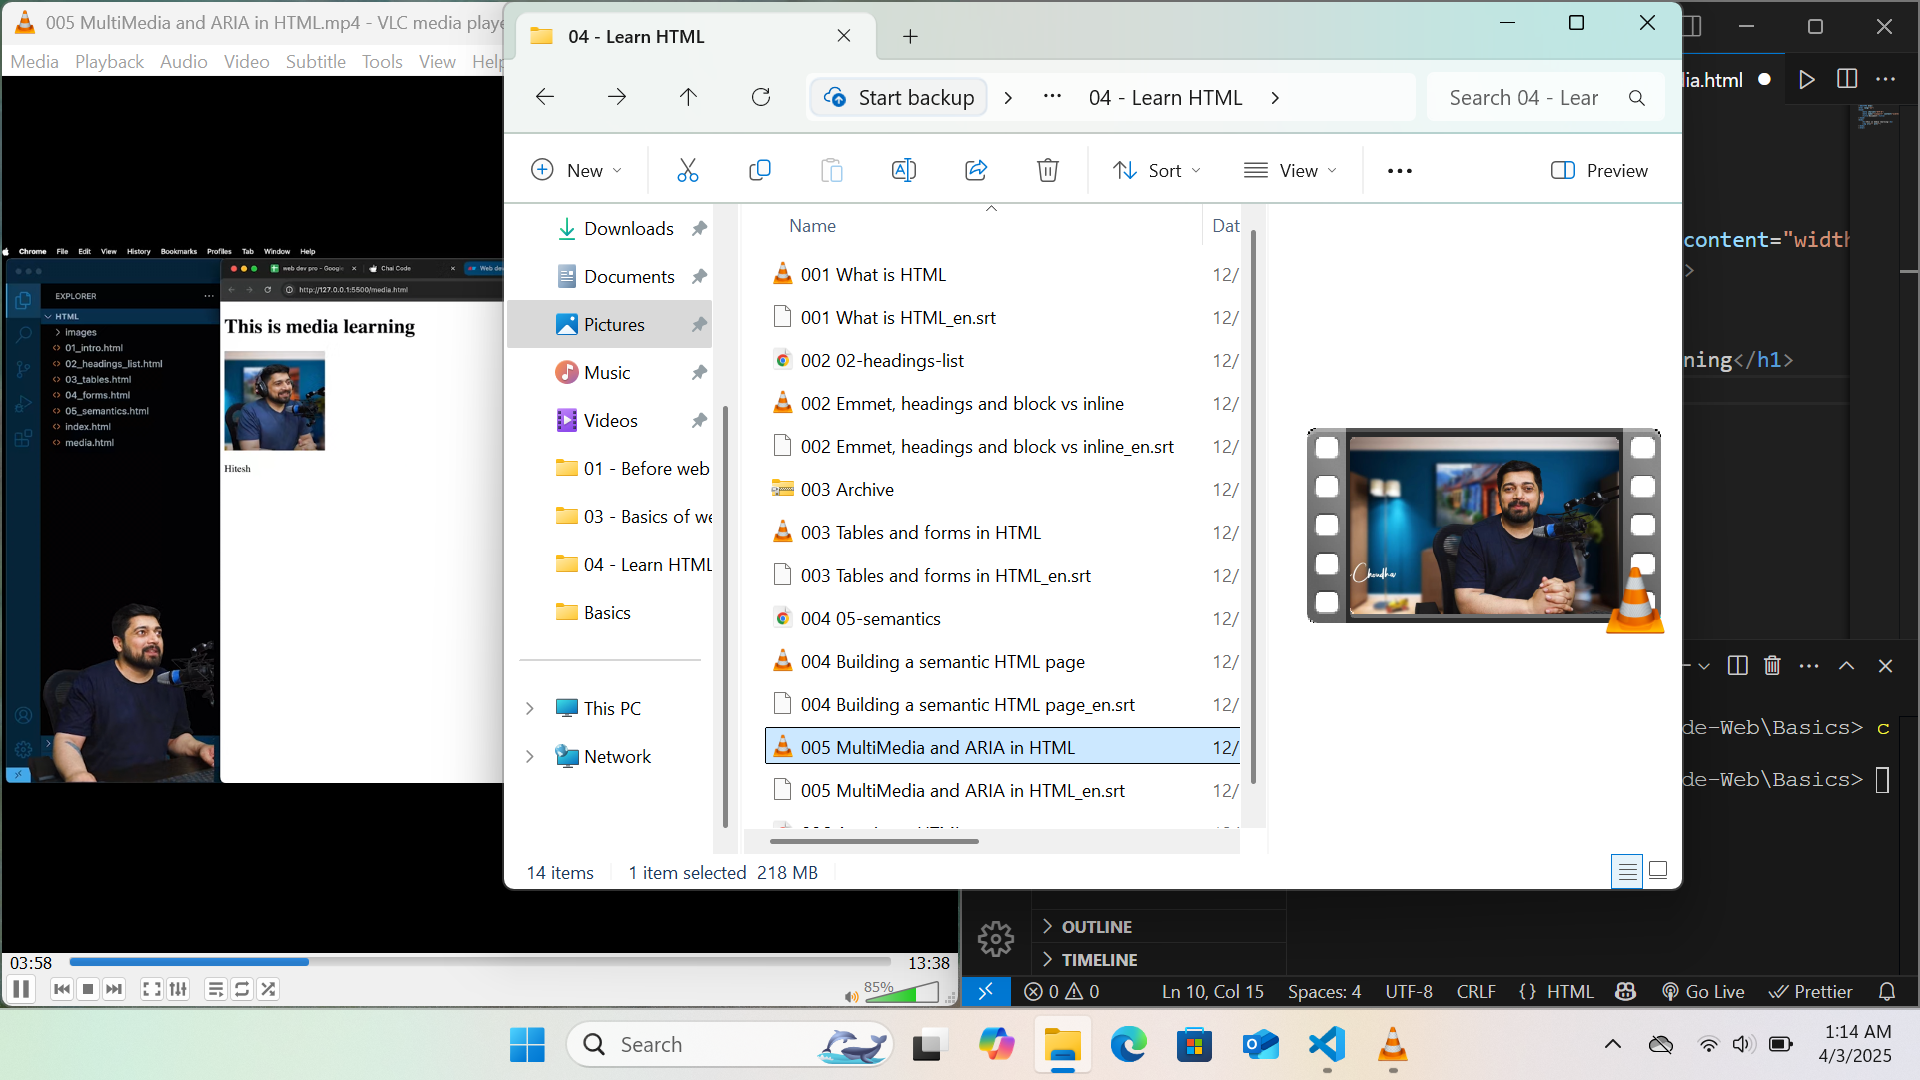 005 MultiMedia and ARIA in HTML.mp4 - VLC media playe
Media Playback Audio Video Subtitle Tools View Help
Chrome File Edit View History Bookmarks Profiles Tab Window Help
web dev pro - Google
Chai Code
Web dev
http://127.0.0.1:5500/media.html
EXPLORER
HTML
images
01_intro.html
02_headings_list.html
03_tables.html
04_forms.html
05_semantics.html
index.html
media.html
This is media learning
Hitesh
03:58
13:38
85%
04 - Learn HTML
Start backup
04 - Learn HTML
Search 04 - Lear
New
Sort
View
Preview
Downloads
Documents
Pictures
Music
Videos
01 - Before web
03 - Basics of we
04 - Learn HTML
Basics
This PC
Network
Name
Dat
001 What is HTML 12/
001 What is HTML_en.srt 12/
002 02-headings-list 12/
002 Emmet, headings and block vs inline 12/
002 Emmet, headings and block vs inline_en.srt 12/
003 Archive 12/
003 Tables and forms in HTML 12/
003 Tables and forms in HTML_en.srt 12/
004 05-semantics 12/
004 Building a semantic HTML page 12/
004 Building a semantic HTML page_en.srt 12/
005 MultiMedia and ARIA in HTML 12/
005 MultiMedia and ARIA in HTML_en.srt 12/
14 items
1 item selected 218 MB
dia.html
content="width
>
ning</h1>
de-Web\Basics> c
de-Web\Basics>
OUTLINE
TIMELINE
0 0
Ln 10, Col 15
Spaces: 4
UTF-8
CRLF
{} HTML
Go Live
Prettier
Search
1:14 AM
4/3/2025